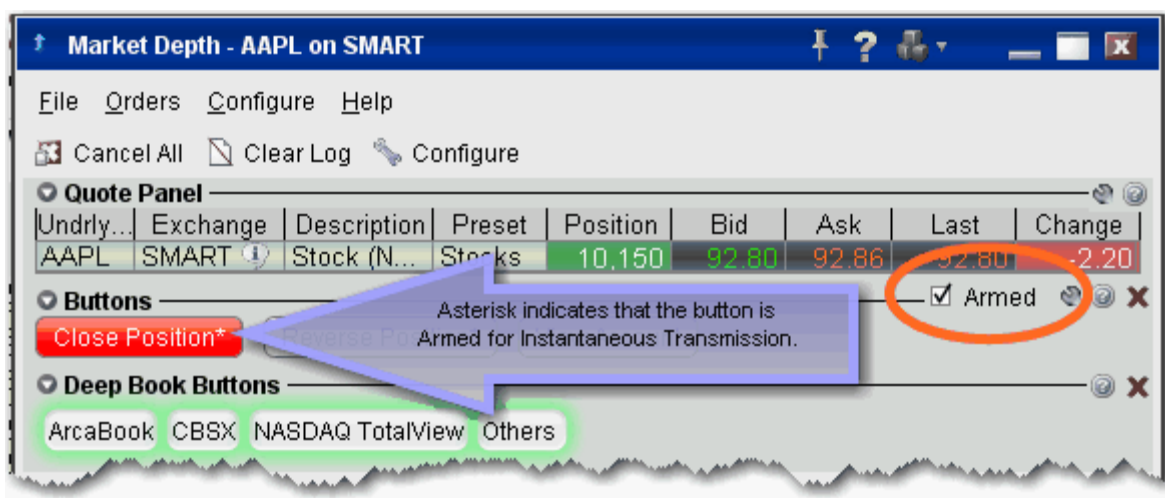 Market Depth - AAPL on SMART
File Orders Configure Help
Cancel All Clear Log Configure
Quote Panel
Undrly... Exchange Description Preset Position Bid Ask Last Change
AAPL SMART Stock (N... Stocks 10,150 92.80 92.86 92.80 -2.20
Buttons Armed
Asterisk indicates that the button is
Close Position* Armed for Instantaneous Transmission.
Deep Book Buttons
ArcaBook CBSX NASDAQ TotalView Others